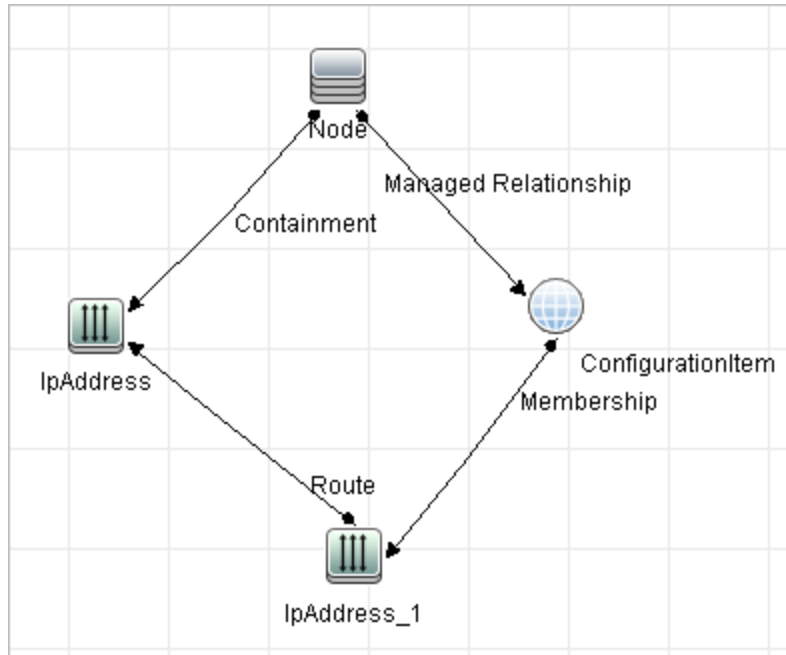 Node
Managed Relationship
Containment
ConfigurationItem
IpAddress
Membership
Route
IpAddress_1